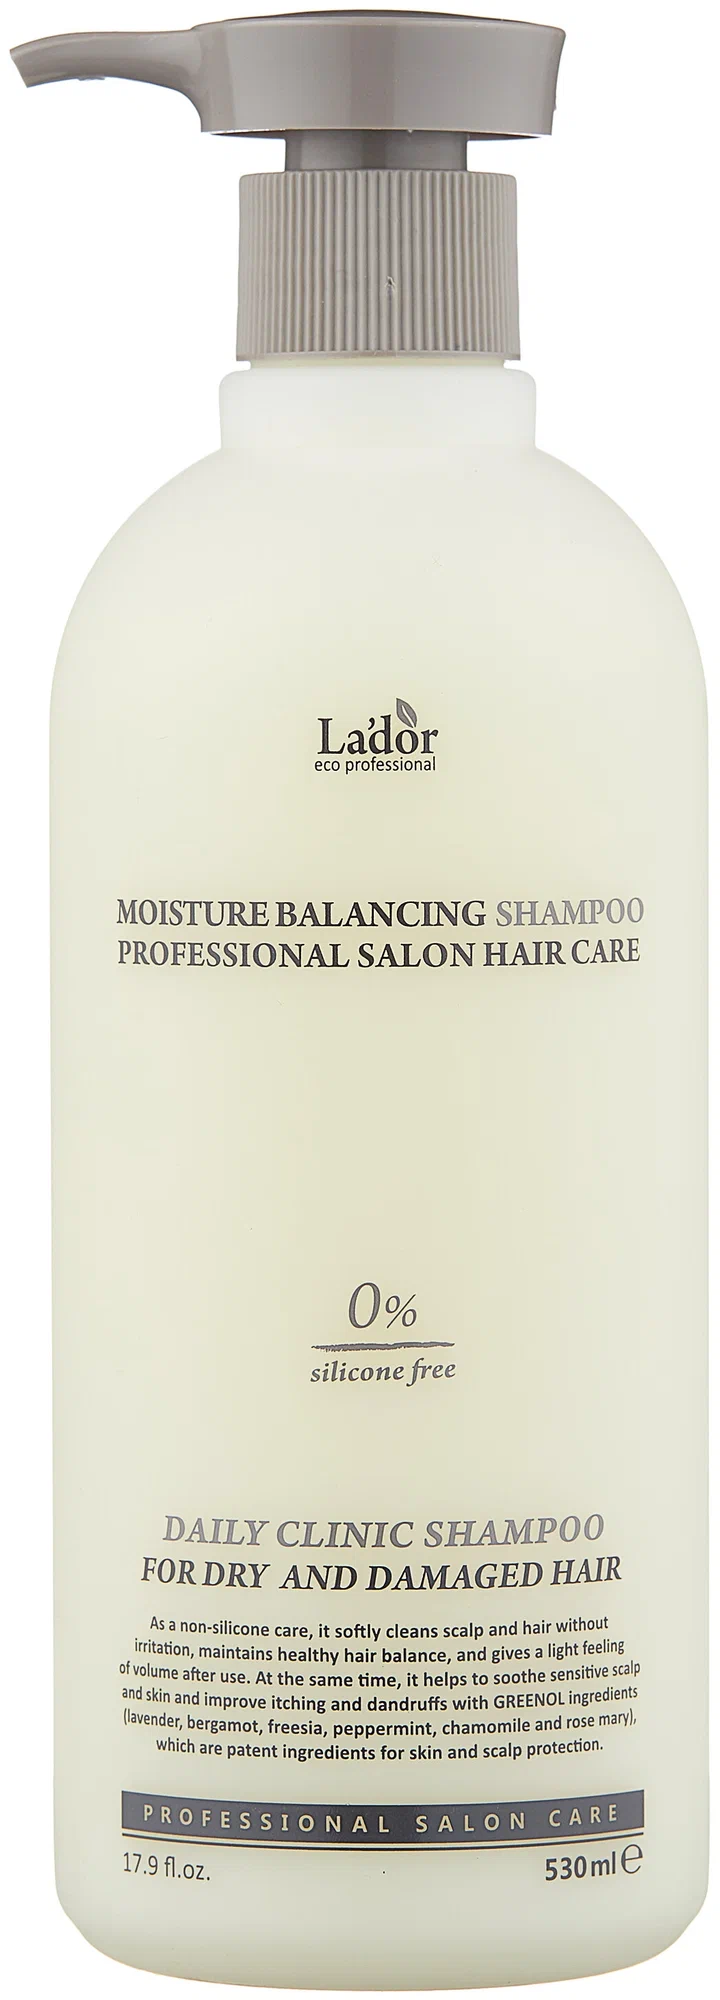 La'dor
eco professional
MOISTURE BALANCING SHAMPOO
PROFESSIONAL SALON HAIR CARE
0%
silicone free
DAILY CLINIC SHAMPOO
FOR DRY AND DAMAGED HAIR
As a non-silicone care, it softly cleans scalp and hair without
irritation, maintains healthy hair balance, and gives a light feeling
of volume after use. At the same time, it helps to soothe sensitive scalp
and skin and improve itching and dandruffs with GREENOL ingredients
(lavender, bergamot, freesia, peppermint, chamomile and rose mary),
which are patent ingredients for skin and scalp protection.
PROFESSIONAL SALON CARE
17.9 fl.oz. 530ml℮